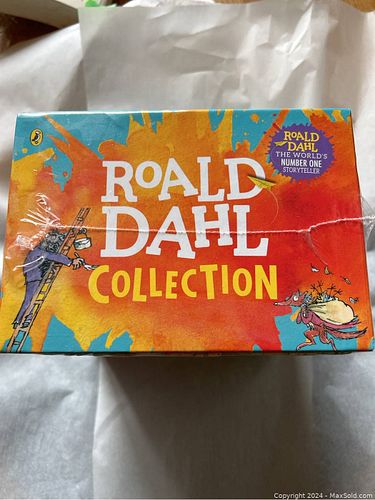 ROALD
DAHL
COLLECTION
ROALD
DAHL
THE WORLD'S
NUMBER ONE
STORYTELLER
Copyright 2024 - MaxSold.com